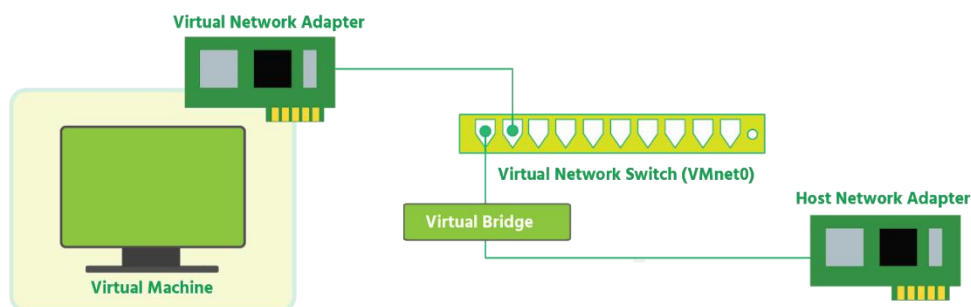 Virtual Network Adapter
Virtual Network Switch (VMnet0)
Host Network Adapter
Virtual Bridge
Virtual Machine